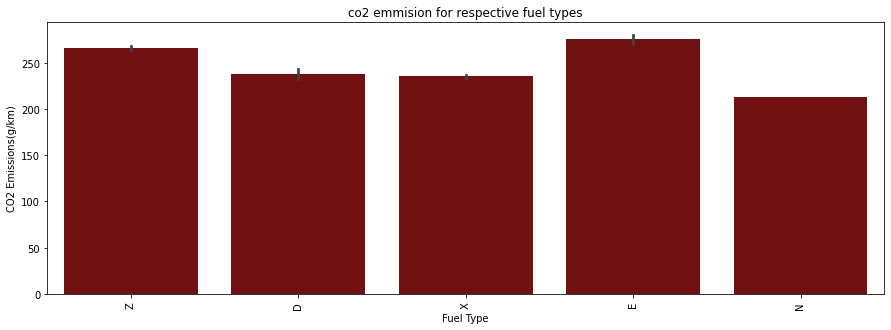 co2 emmision for respective fuel types
CO2 Emissions(g/km)
250
200
150
100
50
0
Z
D
X
E
N
Fuel Type